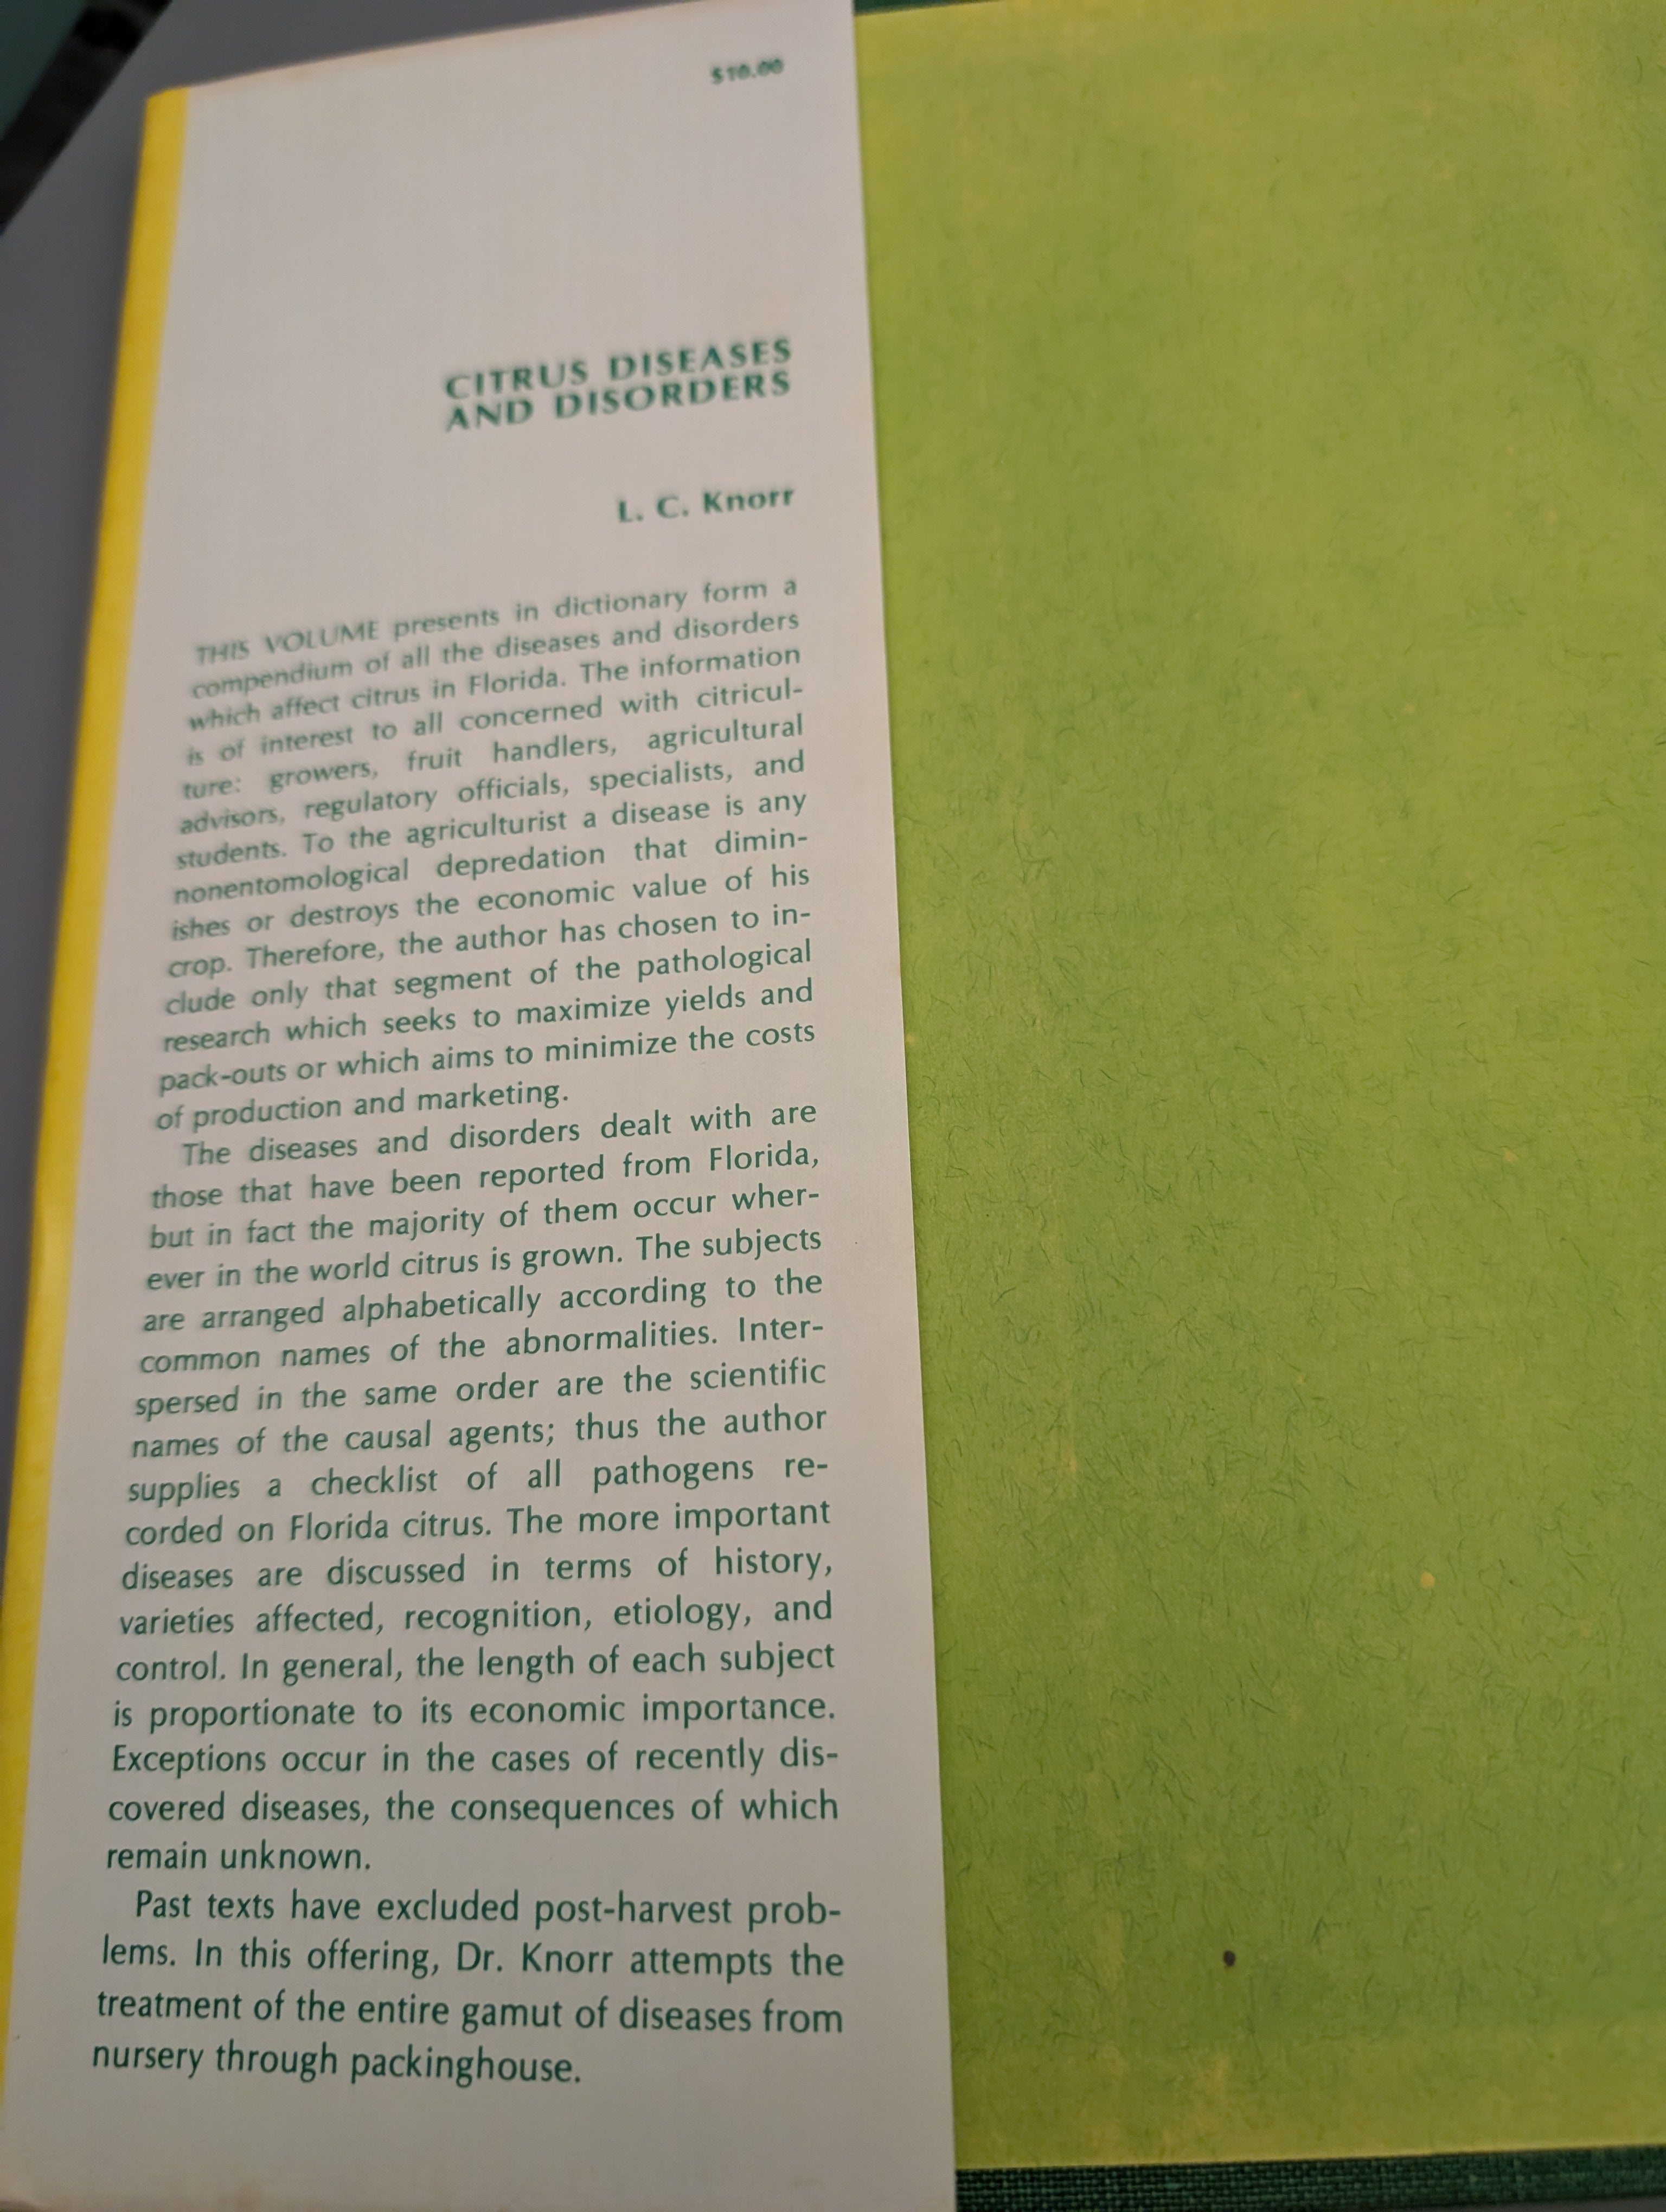 $10.00
CITRUS DISEASES
AND DISORDERS
L. C. Knorr
THIS VOLUME presents in dictionary form a
compendium of all the diseases and disorders
which affect citrus in Florida. The information
is of interest to all concerned with citricul-
ture: growers, fruit handlers, agricultural
advisors, regulatory officials, specialists, and
students. To the agriculturist a disease is any
nonentomological depredation that dimin-
ishes or destroys the economic value of his
crop. Therefore, the author has chosen to in-
clude only that segment of the pathological
research which seeks to maximize yields and
pack-outs or which aims to minimize the costs
of production and marketing.
The diseases and disorders dealt with are
those that have been reported from Florida,
but in fact the majority of them occur wher-
ever in the world citrus is grown. The subjects
are arranged alphabetically according to the
common names of the abnormalities. Inter-
spersed in the same order are the scientific
names of the causal agents; thus the author
supplies a checklist of all pathogens re-
corded on Florida citrus. The more important
diseases are discussed in terms of history,
varieties affected, recognition, etiology, and
control. In general, the length of each subject
is proportionate to its economic importance.
Exceptions occur in the cases of recently dis-
covered diseases, the consequences of which
remain unknown.
Past texts have excluded post-harvest prob-
lems. In this offering, Dr. Knorr attempts the
treatment of the entire gamut of diseases from
nursery through packinghouse.